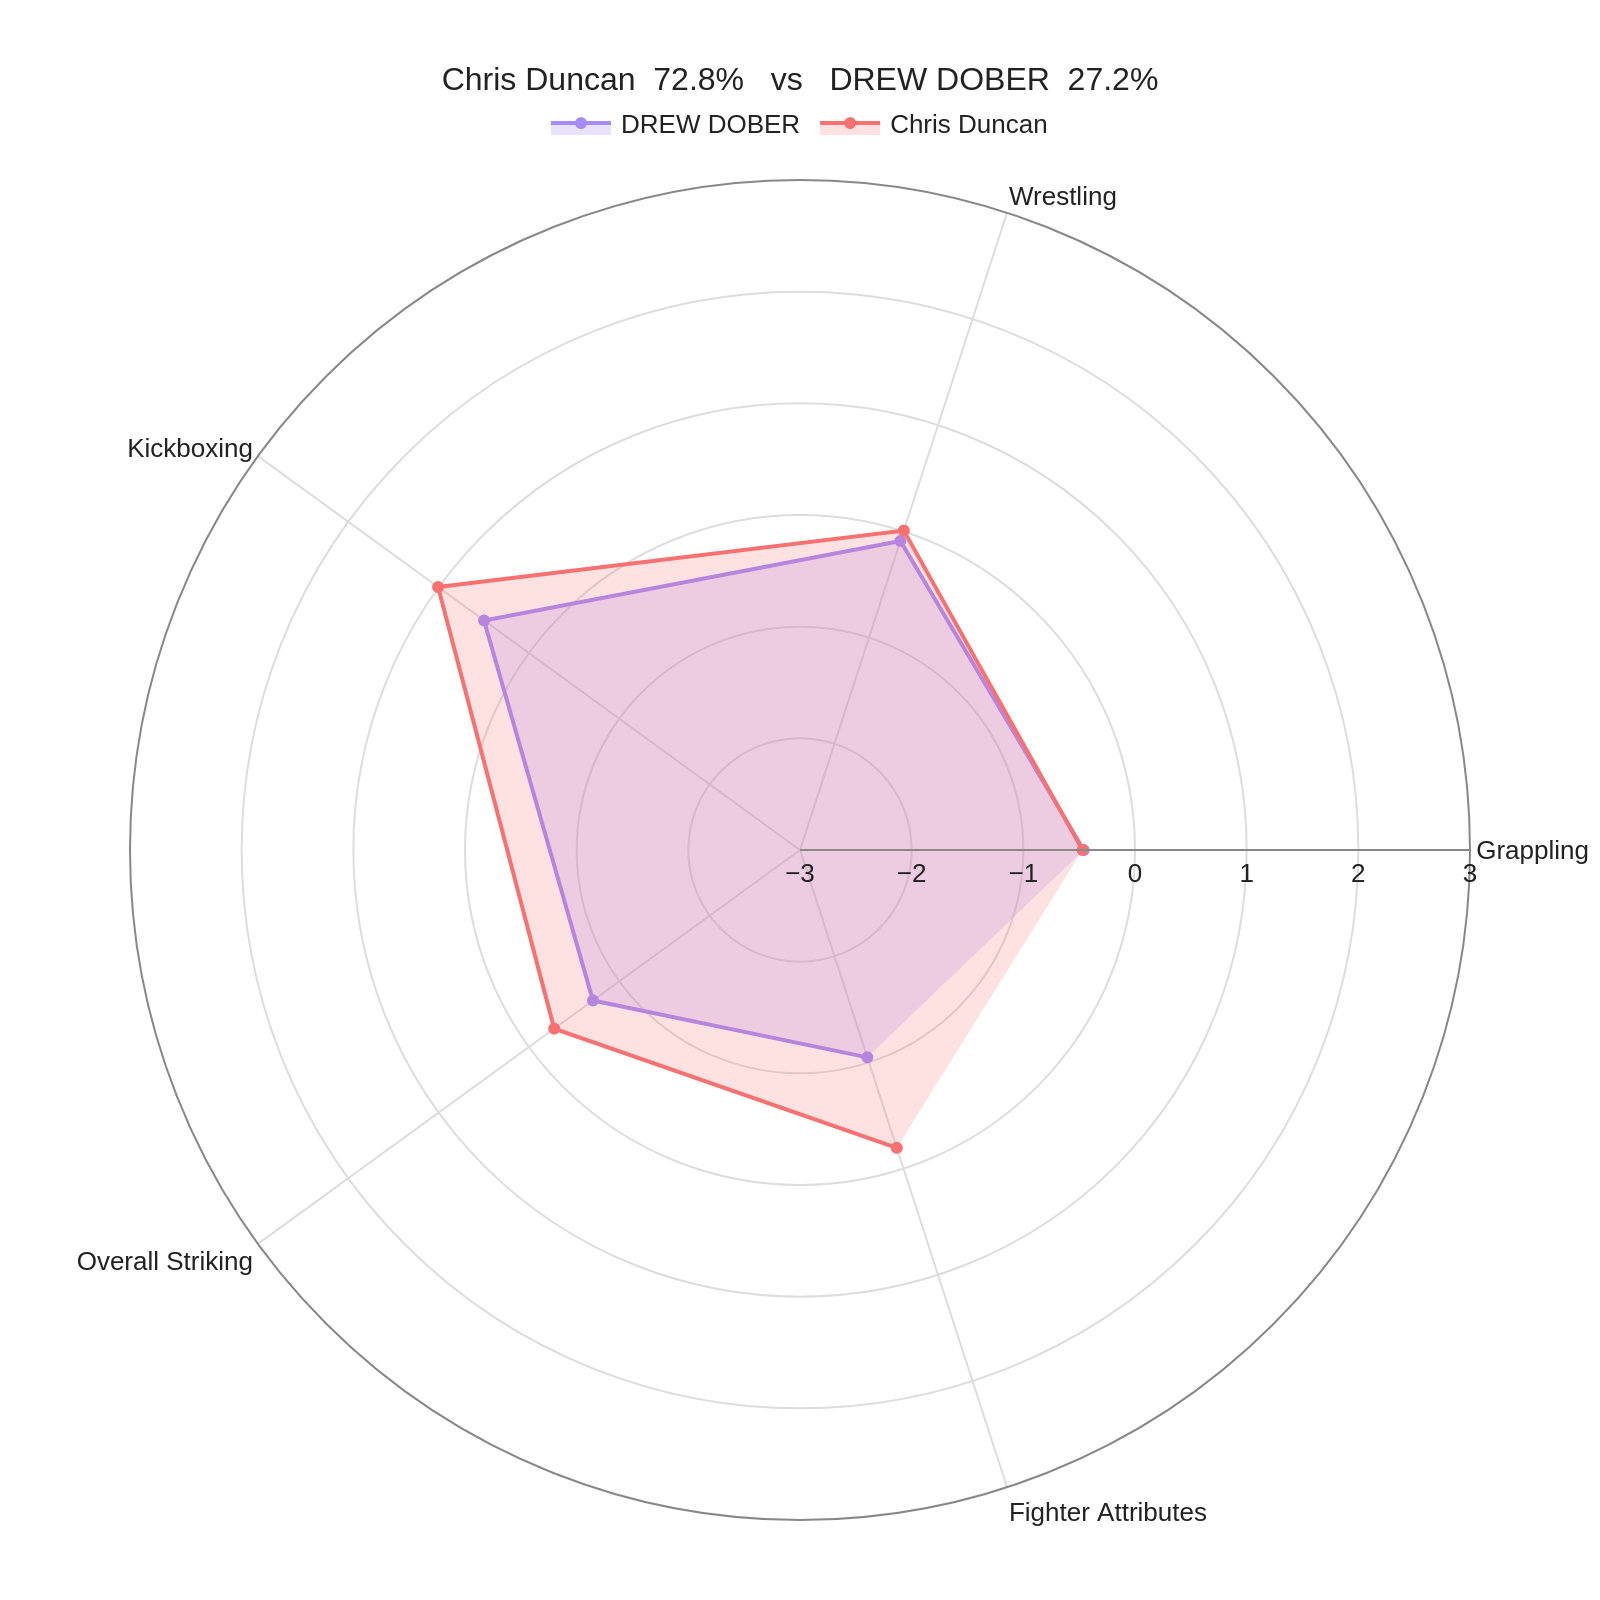 Chris Duncan  72.8%   vs   DREW DOBER  27.2%
DREW DOBER Chris Duncan
Wrestling
Kickboxing
Grappling
−3 −2 −1 0 1 2 3
Overall Striking
Fighter Attributes